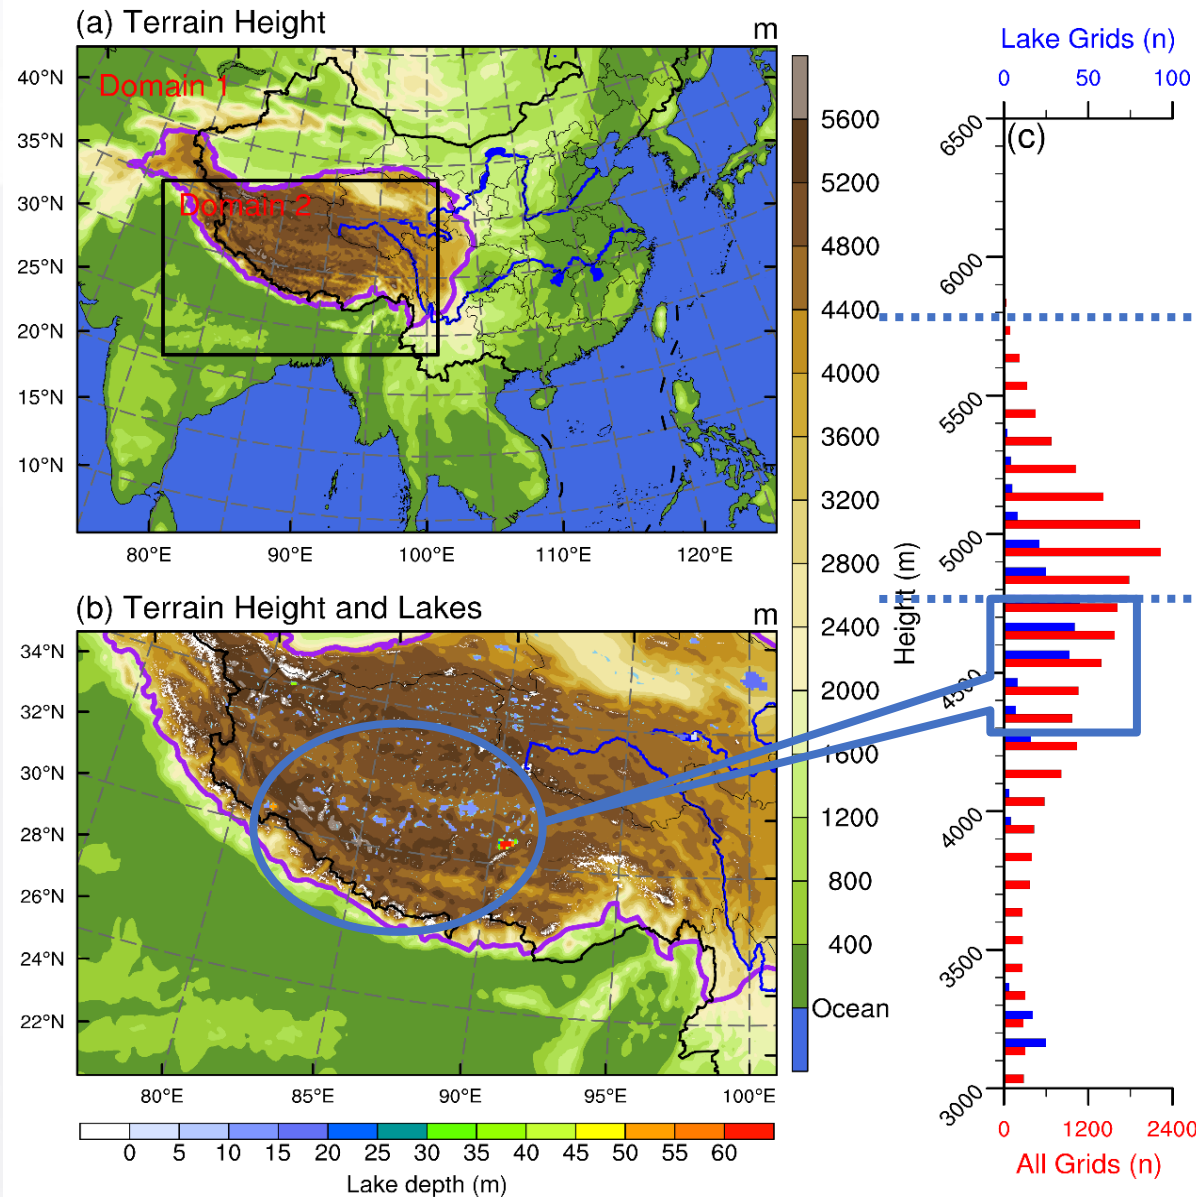 (a) Terrain Height
m
Domain 1
Domain 2
40°N
35°N
30°N
25°N
20°N
15°N
10°N
80°E
90°E
100°E
110°E
120°E
(b) Terrain Height and Lakes
m
34°N
32°N
30°N
28°N
26°N
24°N
22°N
80°E
85°E
90°E
95°E
100°E
5600
5200
4800
4400
4000
3600
3200
2800
2400
2000
1600
1200
800
400
Ocean
0
5
10
15
20
25
30
35
40
45
50
55
60
Lake depth (m)
Lake Grids (n)
0
50
100
(c)
6500
6000
5500
5000
4500
4000
3500
3000
Height (m)
0
1200
2400
All Grids (n)